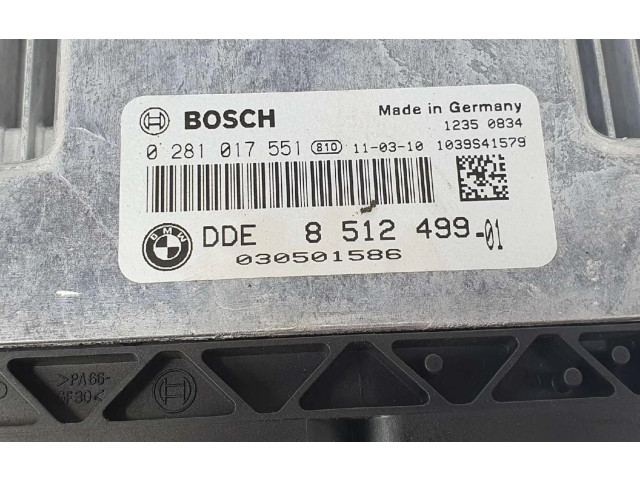 BOSCH Made in Germany
1235 0834
0 281 017 551 810 11-03-10 1039S41579
BMW DDE 8 512 499-01
030501586
>PA66-
GF30<